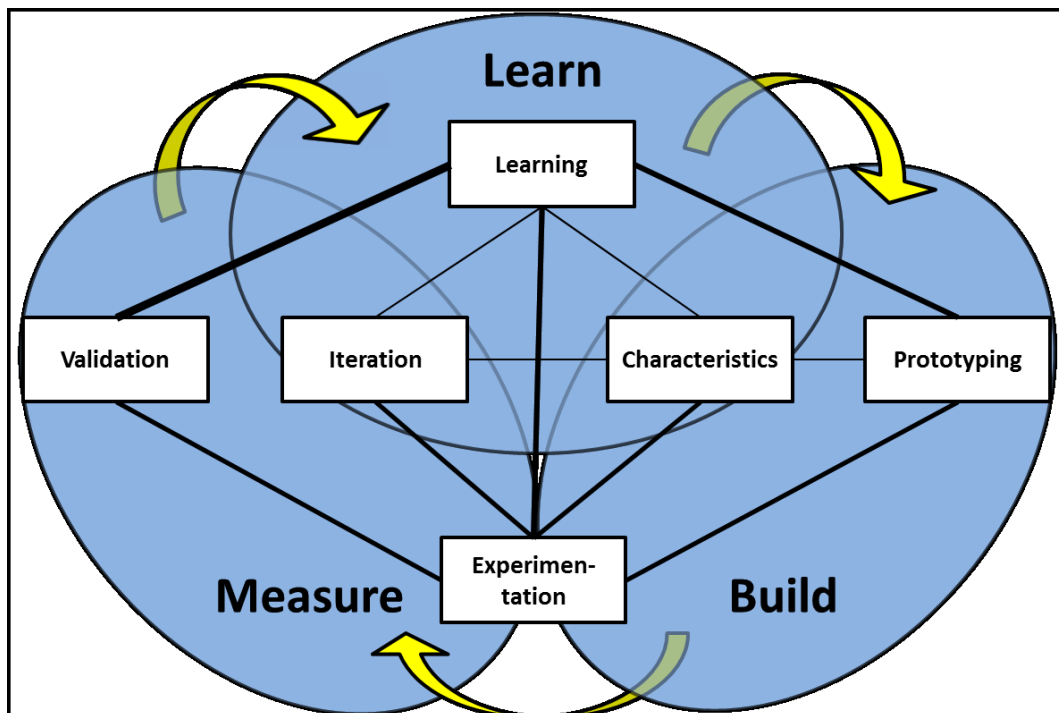 Learn
Learning
Validation
Iteration
Characteristics
Prototyping
Experimen-
tation
Measure
Build